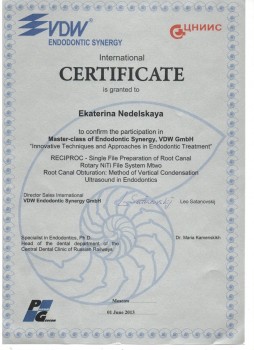 VDW
ENDODONTIC SYNERGY
ЦНИИС
International
CERTIFICATE
is granted to
Ekaterina Nedelskaya
to confirm the participation in
Master-class of Endodontic Synergy, VDW GmbH
"Innovative Techniques and Approaches in Endodontic Treatment"
RECIPROC - Single File Preparation of Root Canal
Rotary NiTi File System Mtwo
Root Canal Obturation: Method of Vertical Condensation
Ultrasound in Endodontics
Director Sales International
VDW Endodontic Synergy GmbH
Leo Satanovskij
Specialist in Endodontics, Ph.D.
Head of the dental department of the
Central Dental Clinic of Russian Railways
Dr. Maria Kamenskikh
Moscow
01 June 2013